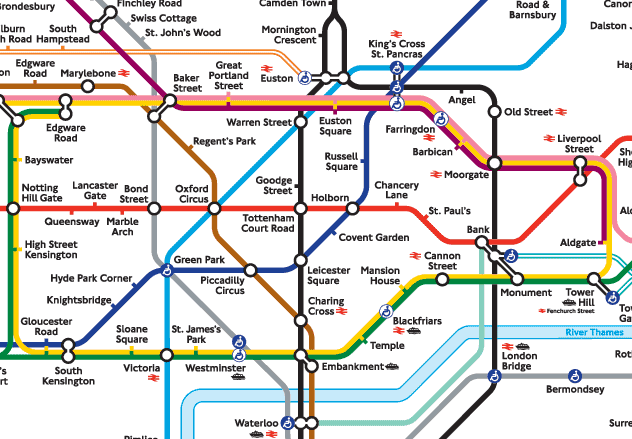 Brondesbury
Finchley Road
Camden Town
Road &
Barnsbury
Swiss Cottage
St. John's Wood
Mornington
Crescent
South
Hampstead
King's Cross
St. Pancras
Edgware
Road
Marylebone
Baker
Street
Great
Portland
Street
Euston
Angel
Old Street
Edgware
Road
Warren Street
Euston
Square
Farringdon
Barbican
Liverpool
Street
Regent's Park
Russell
Square
Moorgate
Bayswater
Notting
Hill Gate
Lancaster
Gate
Bond
Street
Oxford
Circus
Goodge
Street
Holborn
Chancery
Lane
St. Paul's
Queensway
Marble
Arch
Tottenham
Court Road
Bank
Covent Garden
Aldgate
High Street
Kensington
Green Park
Hyde Park Corner
Knightsbridge
Piccadilly
Circus
Leicester
Square
Mansion
House
Cannon
Street
Monument
Tower
Hill
Fenchurch Street
Charing
Cross
Blackfriars
Gloucester
Road
Sloane
Square
St. James's
Park
Temple
River Thames
South
Kensington
Victoria
Westminster
Embankment
London
Bridge
Bermondsey
Waterloo
Pimlico